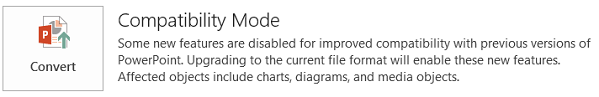 Compatibility Mode
Some new features are disabled for improved compatibility with previous versions of
PowerPoint. Upgrading to the current file format will enable these new features.
Affected objects include charts, diagrams, and media objects.
Convert